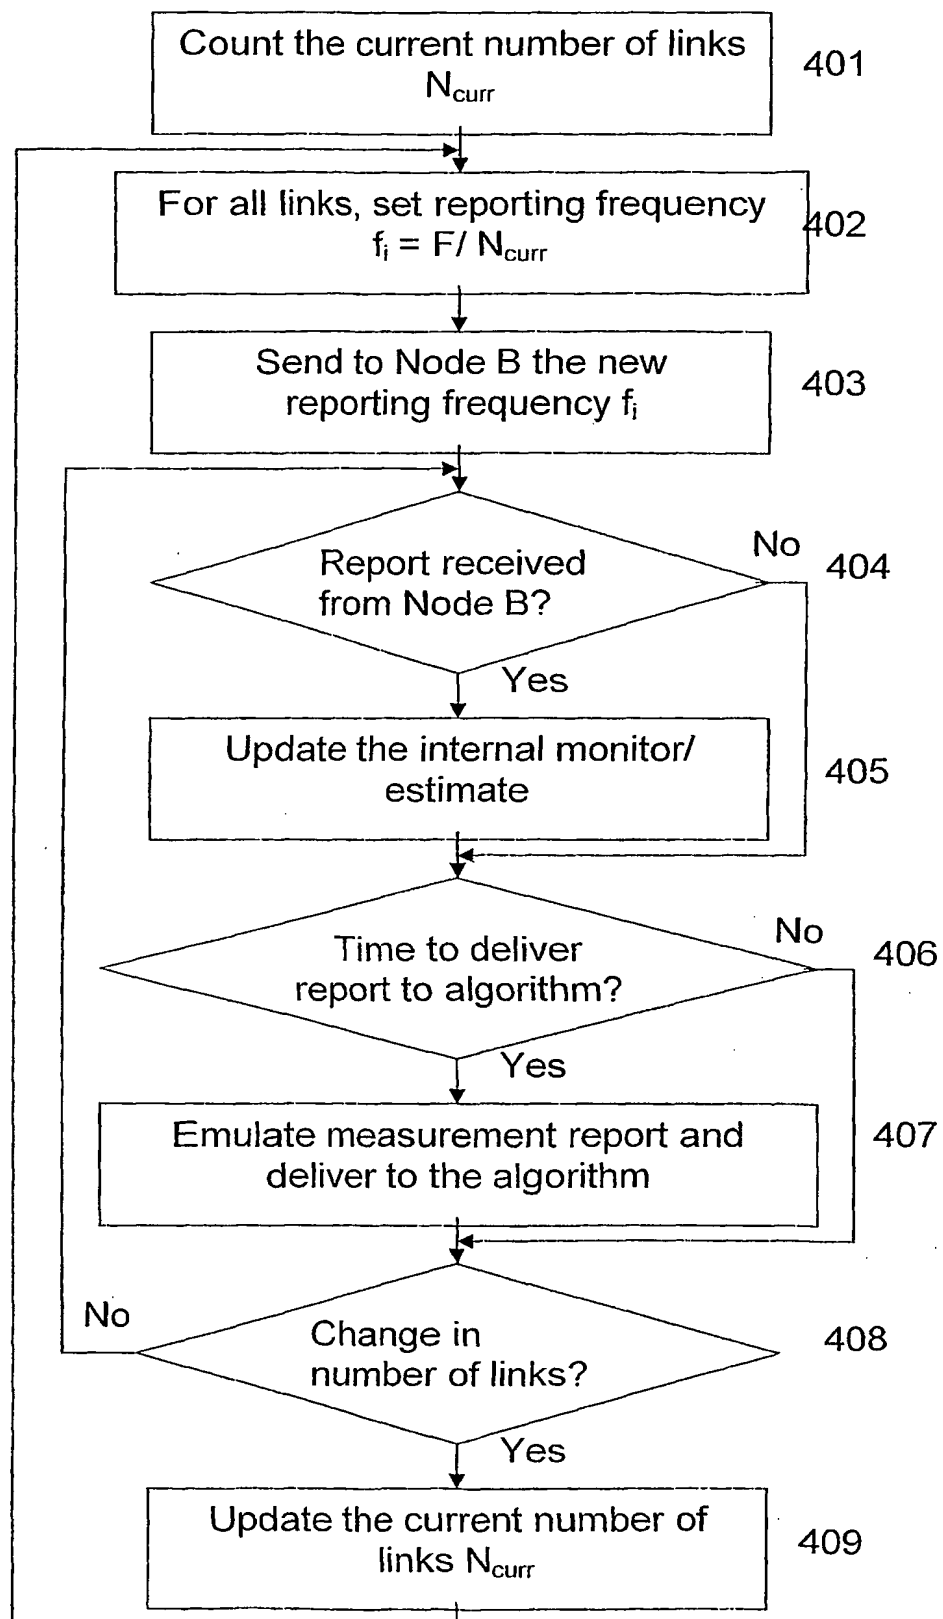 Count the current number of links
N_curr
401
For all links, set reporting frequency
f_i = F/ N_curr
402
Send to Node B the new
reporting frequency f_i
403
Report received
from Node B?
No
404
Yes
Update the internal monitor/
estimate
405
Time to deliver
report to algorithm?
No
406
Yes
Emulate measurement report and
deliver to the algorithm
407
No
Change in
number of links?
408
Yes
Update the current number of
links N_curr
409